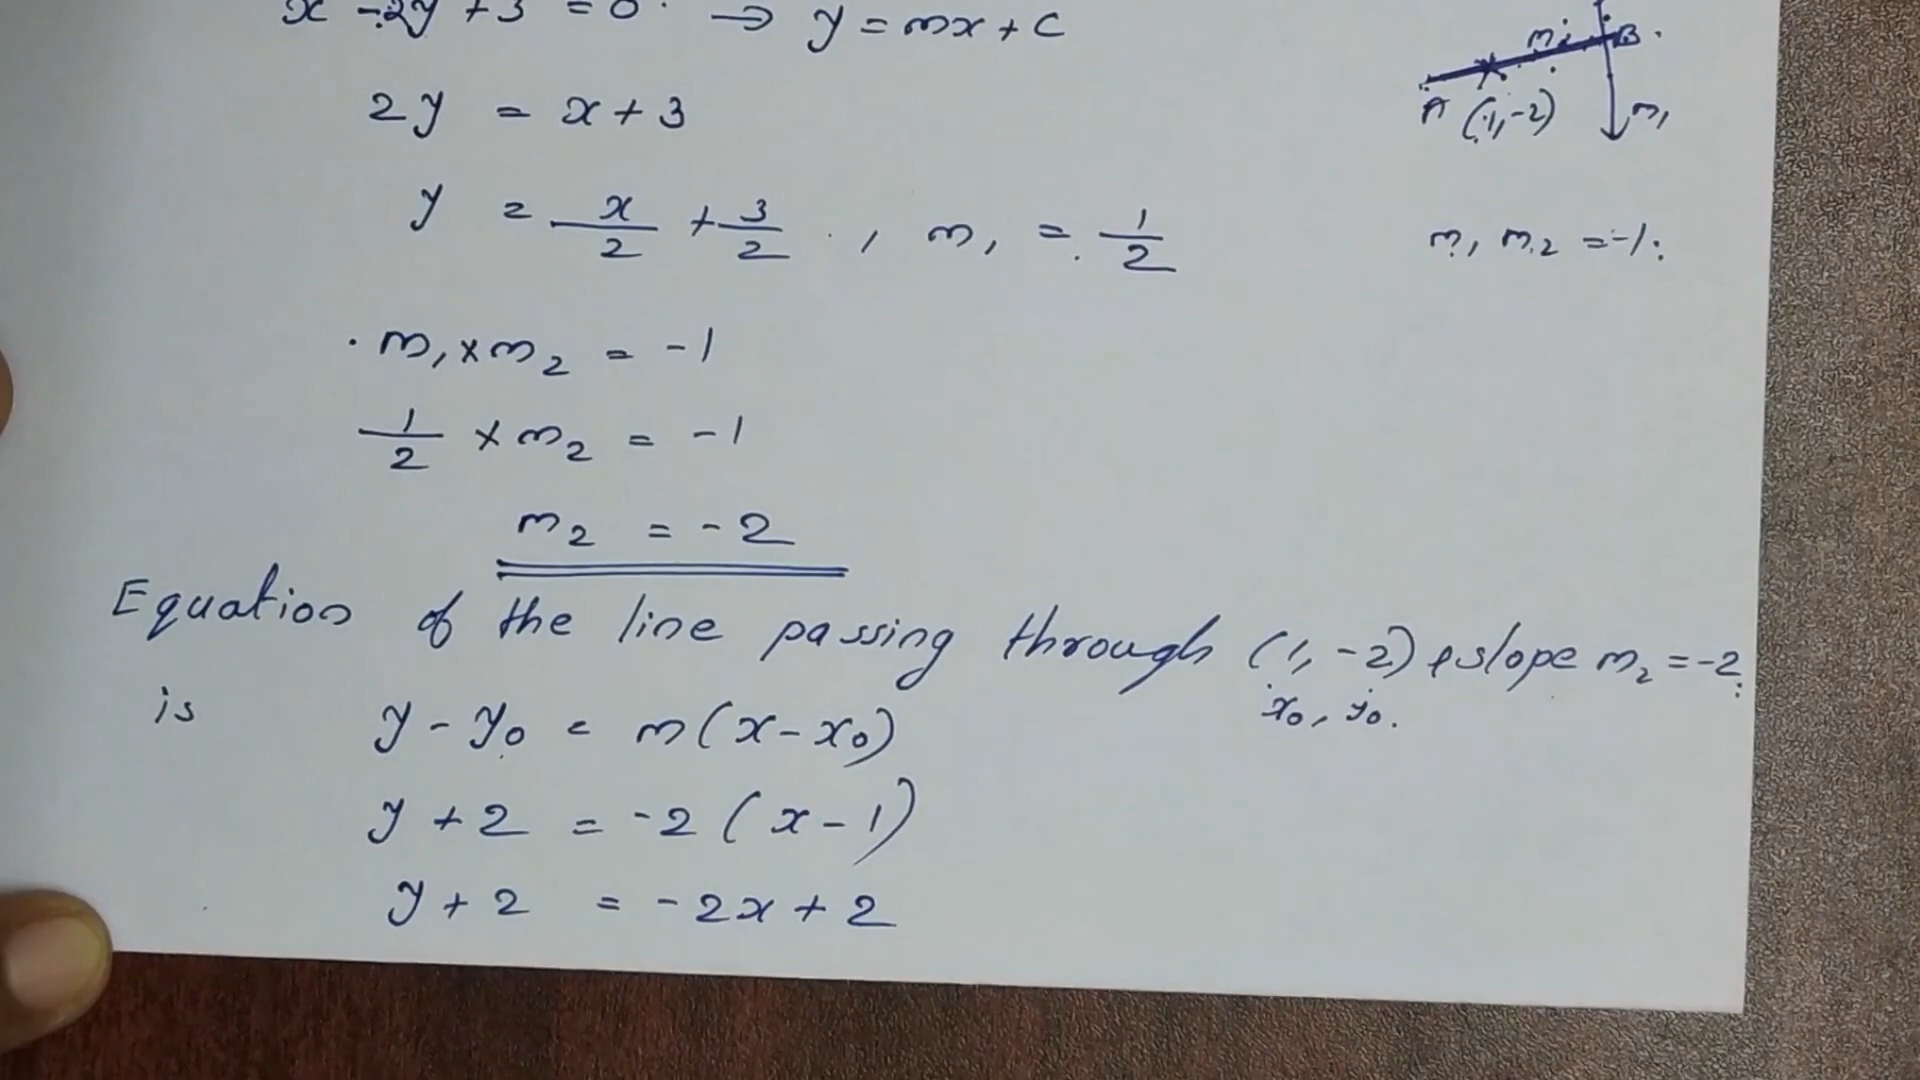 x - 2y + 3 = 0. → y = mx + c
m2 B.
A (1, -2) m1
2y = x + 3
y = x/2 + 3/2 , m1 = 1/2
m1 m2 = -1.
m1 × m2 = -1
1/2 × m2 = -1
m2 = -2
Equation of the line passing through (1, -2) & slope m2 = -2
x0, y0.
is
y - y0 = m(x - x0)
y + 2 = -2(x - 1)
y + 2 = -2x + 2